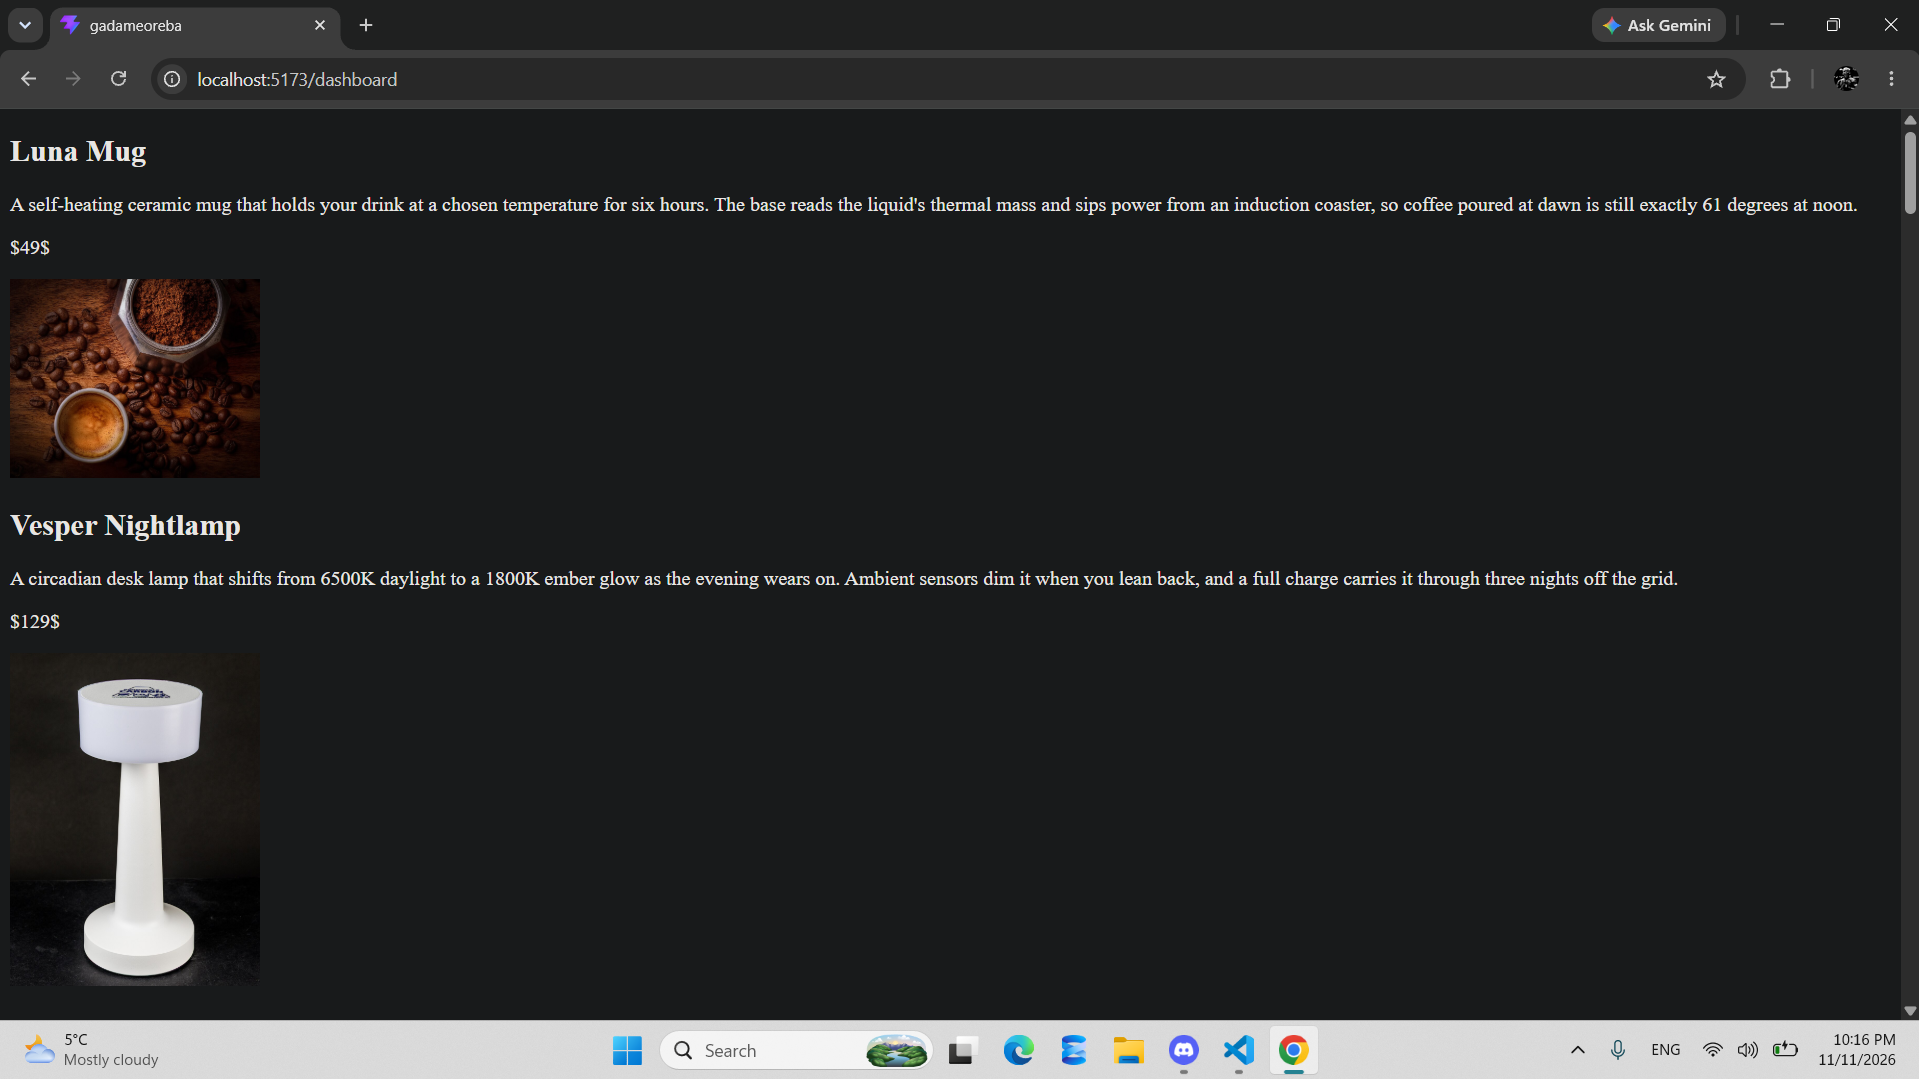 gadameoreba
Ask Gemini
localhost:5173/dashboard
Luna Mug
A self-heating ceramic mug that holds your drink at a chosen temperature for six hours. The base reads the liquid's thermal mass and sips power from an induction coaster, so coffee poured at dawn is still exactly 61 degrees at noon.
$49$
Vesper Nightlamp
A circadian desk lamp that shifts from 6500K daylight to a 1800K ember glow as the evening wears on. Ambient sensors dim it when you lean back, and a full charge carries it through three nights off the grid.
$129$
5°C
Mostly cloudy
Search
ENG
10:16 PM
11/11/2026